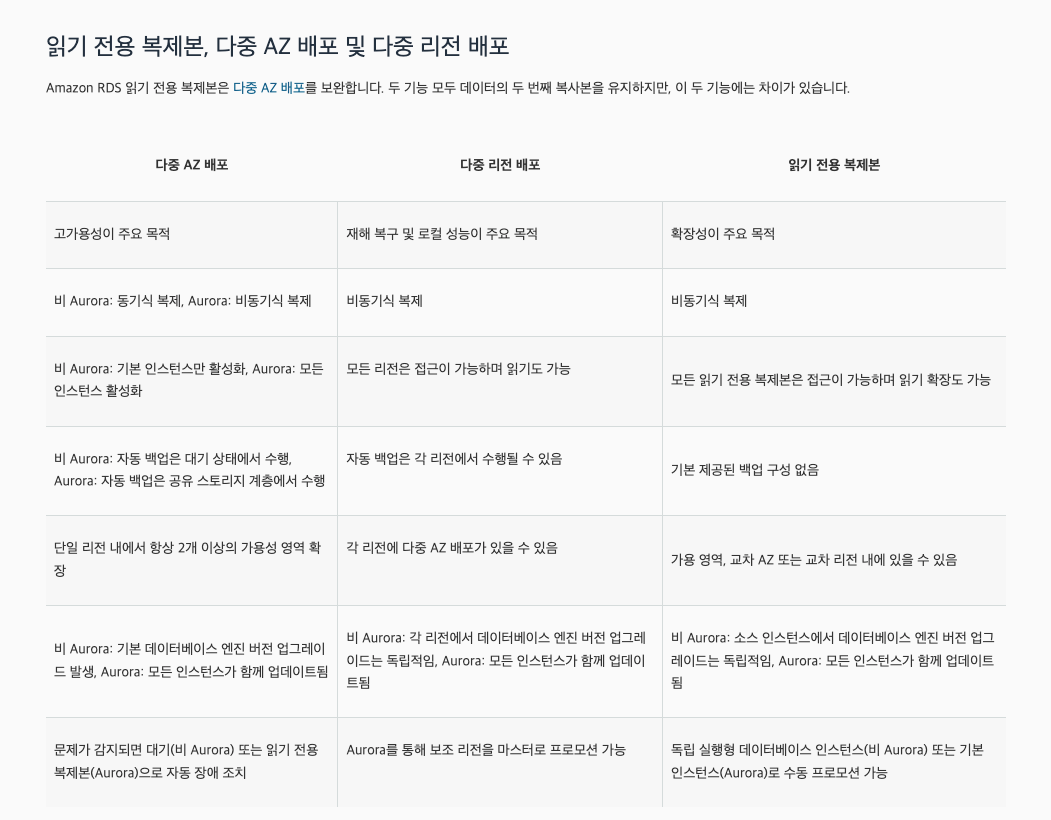 읽기 전용 복제본, 다중 AZ 배포 및 다중 리전 배포
Amazon RDS 읽기 전용 복제본은 다중 AZ 배포를 보완합니다. 두 기능 모두 데이터의 두 번째 복사본을 유지하지만, 이 두 기능에는 차이가 있습니다.
다중 AZ 배포
다중 리전 배포
읽기 전용 복제본
고가용성이 주요 목적
재해 복구 및 로컬 성능이 주요 목적
확장성이 주요 목적
비 Aurora: 동기식 복제, Aurora: 비동기식 복제
비동기식 복제
비동기식 복제
비 Aurora: 기본 인스턴스만 활성화, Aurora: 모든
인스턴스 활성화
모든 리전은 접근이 가능하며 읽기도 가능
모든 읽기 전용 복제본은 접근이 가능하며 읽기 확장도 가능
비 Aurora: 자동 백업은 대기 상태에서 수행,
Aurora: 자동 백업은 공유 스토리지 계층에서 수행
자동 백업은 각 리전에서 수행될 수 있음
기본 제공된 백업 구성 없음
단일 리전 내에서 항상 2개 이상의 가용성 영역 확
장
각 리전에 다중 AZ 배포가 있을 수 있음
가용 영역, 교차 AZ 또는 교차 리전 내에 있을 수 있음
비 Aurora: 기본 데이터베이스 엔진 버전 업그레이
드 발생, Aurora: 모든 인스턴스가 함께 업데이트됨
비 Aurora: 각 리전에서 데이터베이스 엔진 버전 업그레
이드는 독립적임, Aurora: 모든 인스턴스가 함께 업데이
트됨
비 Aurora: 소스 인스턴스에서 데이터베이스 엔진 버전 업그
레이드는 독립적임, Aurora: 모든 인스턴스가 함께 업데이트
됨
문제가 감지되면 대기(비 Aurora) 또는 읽기 전용
복제본(Aurora)으로 자동 장애 조치
Aurora를 통해 보조 리전을 마스터로 프로모션 가능
독립 실행형 데이터베이스 인스턴스(비 Aurora) 또는 기본
인스턴스(Aurora)로 수동 프로모션 가능